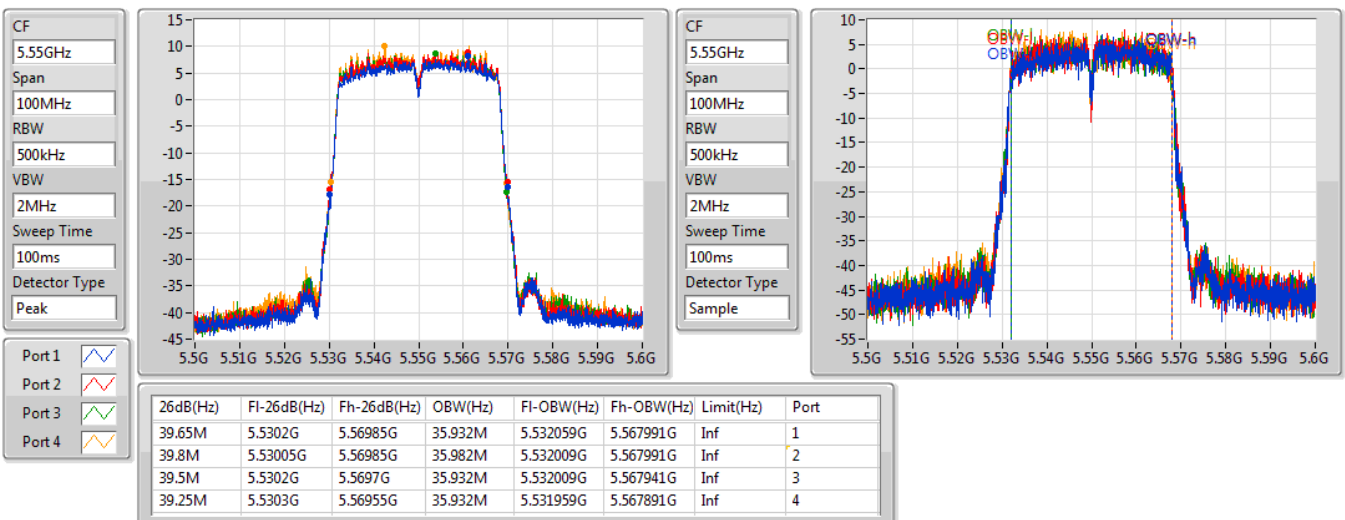 CF
5.55GHz
Span
100MHz
RBW
500kHz
VBW
2MHz
Sweep Time
100ms
Detector Type
Peak
15
10
5
0
-5
-10
-15
-20
-25
-30
-35
-40
-45
5.5G 5.51G 5.52G 5.53G 5.54G 5.55G 5.56G 5.57G 5.58G 5.59G 5.6G
CF
5.55GHz
Span
100MHz
RBW
500kHz
VBW
2MHz
Sweep Time
100ms
Detector Type
Sample
10
5
0
-5
-10
-15
-20
-25
-30
-35
-40
-45
-50
-55
OBW-h
5.5G 5.51G 5.52G 5.53G 5.54G 5.55G 5.56G 5.57G 5.58G 5.59G 5.6G
Port 1
Port 2
Port 3
Port 4
26dB(Hz) Fl-26dB(Hz) Fh-26dB(Hz) OBW(Hz) Fl-OBW(Hz) Fh-OBW(Hz) Limit(Hz) Port
39.65M 5.5302G 5.56985G 35.932M 5.532059G 5.567991G Inf 1
39.8M 5.53005G 5.56985G 35.982M 5.532009G 5.567991G Inf 2
39.5M 5.5302G 5.5697G 35.932M 5.532009G 5.567941G Inf 3
39.25M 5.5303G 5.56955G 35.932M 5.531959G 5.567891G Inf 4